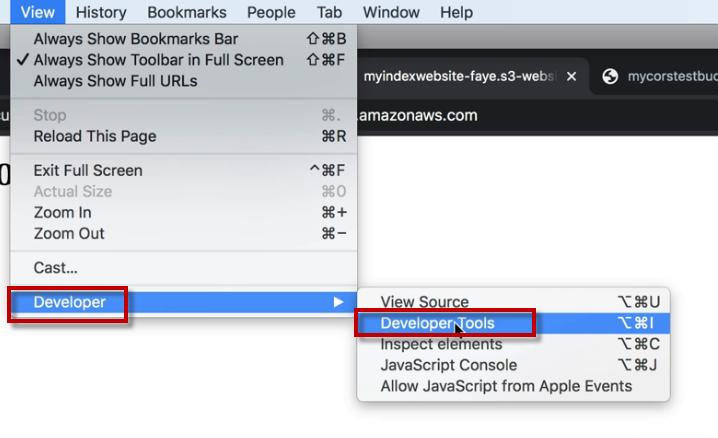 View History Bookmarks People Tab Window Help
Always Show Bookmarks Bar ⇧⌘B
✓ Always Show Toolbar in Full Screen ⇧⌘F
Always Show Full URLs
myindexwebsite-faye.s3-websi × mycorstestbuc
Stop ⌘.
.amazonaws.com
Reload This Page ⌘R
Exit Full Screen ^⌘F
Actual Size ⌘0
Zoom In ⌘+
Zoom Out ⌘−
Cast...
Developer ▶
View Source ⌥⌘U
Developer Tools ⌥⌘I
Inspect elements ⌥⌘C
JavaScript Console ⌥⌘J
Allow JavaScript from Apple Events